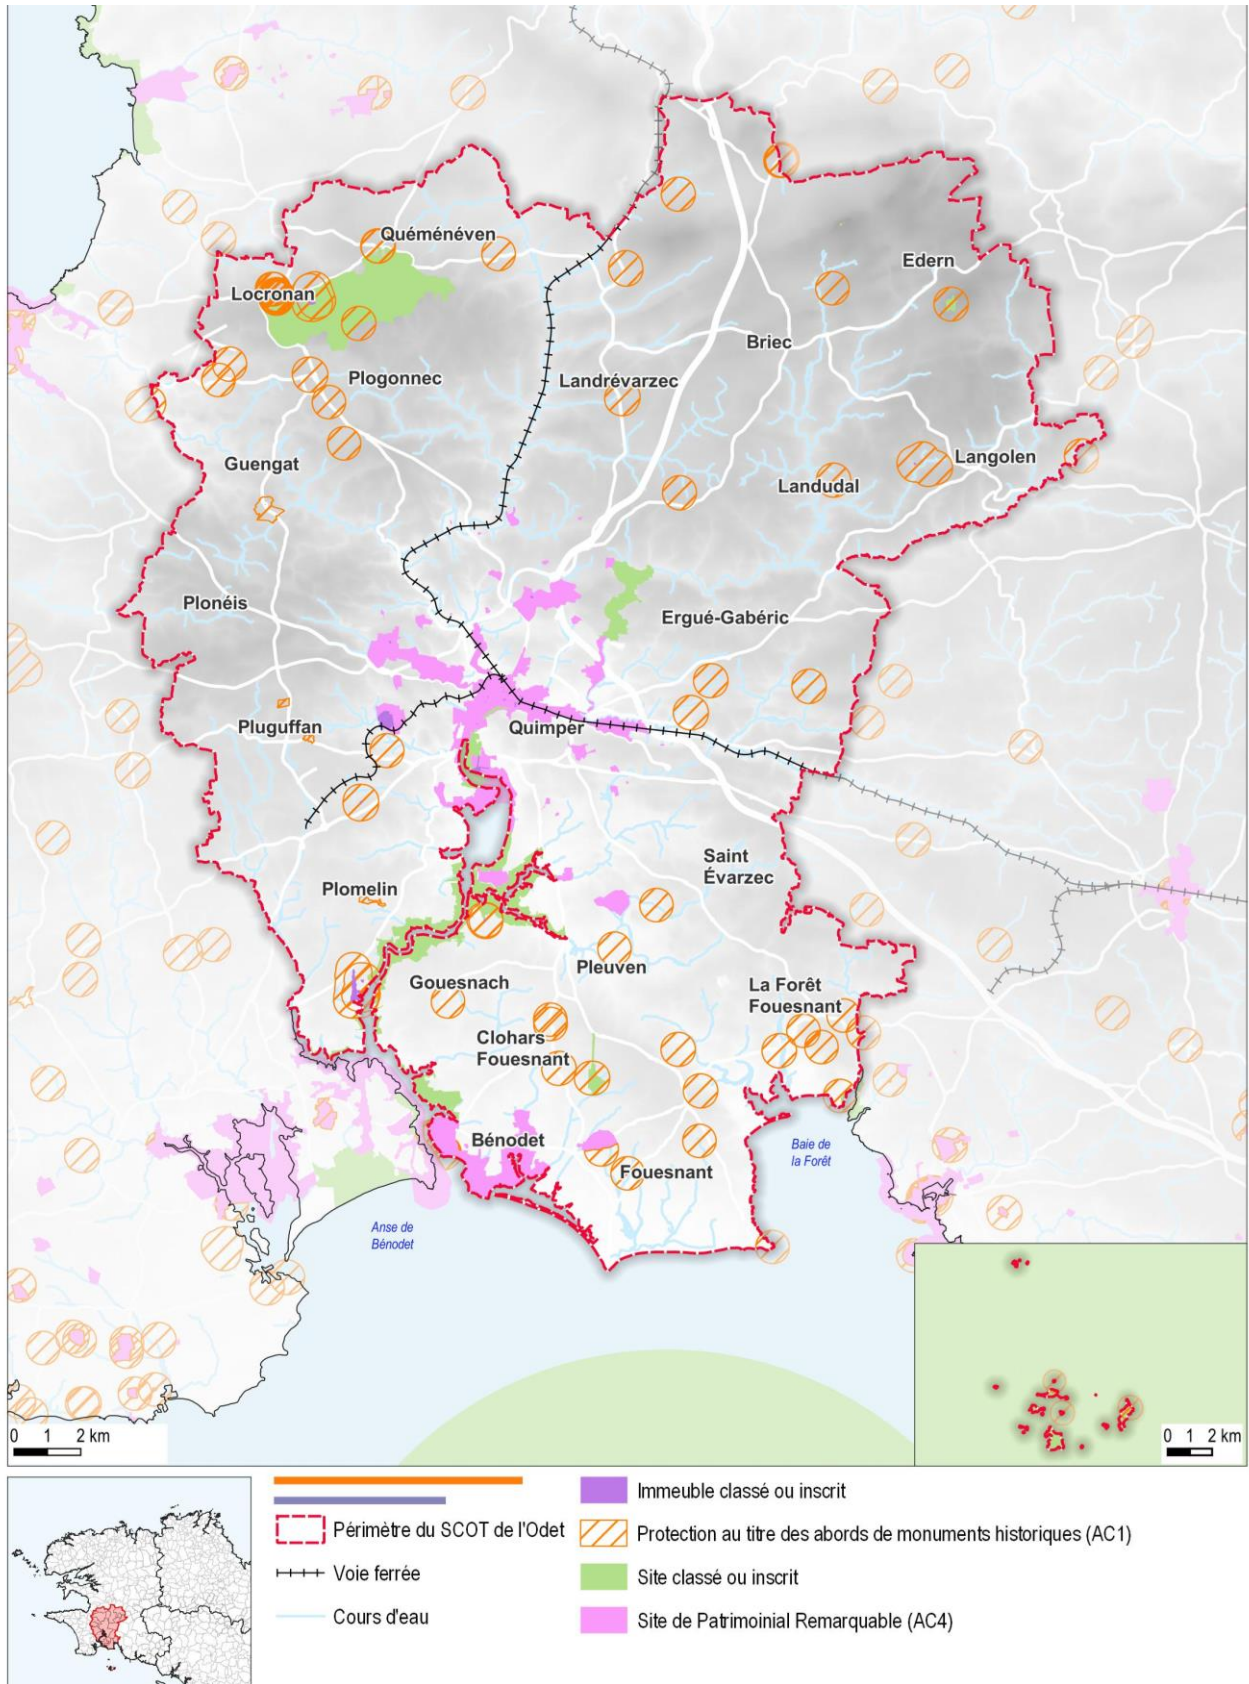 Quéménéven
Edern
Locronan
Briec
Plogonnec
Landrévarzec
Guengat
Langolen
Landudal
Plonéis
Ergué-Gabéric
Pluguffan
Quimper
Saint
Évarzec
Plomelin
Pleuven
Gouesnach
La Forêt
Fouesnant
Clohars
Fouesnant
Bénodet
Baie de
la Forêt
Fouesnant
Anse de
Bénodet
0 1 2 km
0 1 2 km
Périmètre du SCOT de l'Odet
Voie ferrée
Cours d'eau
Immeuble classé ou inscrit
Protection au titre des abords de monuments historiques (AC1)
Site classé ou inscrit
Site de Patrimoinial Remarquable (AC4)